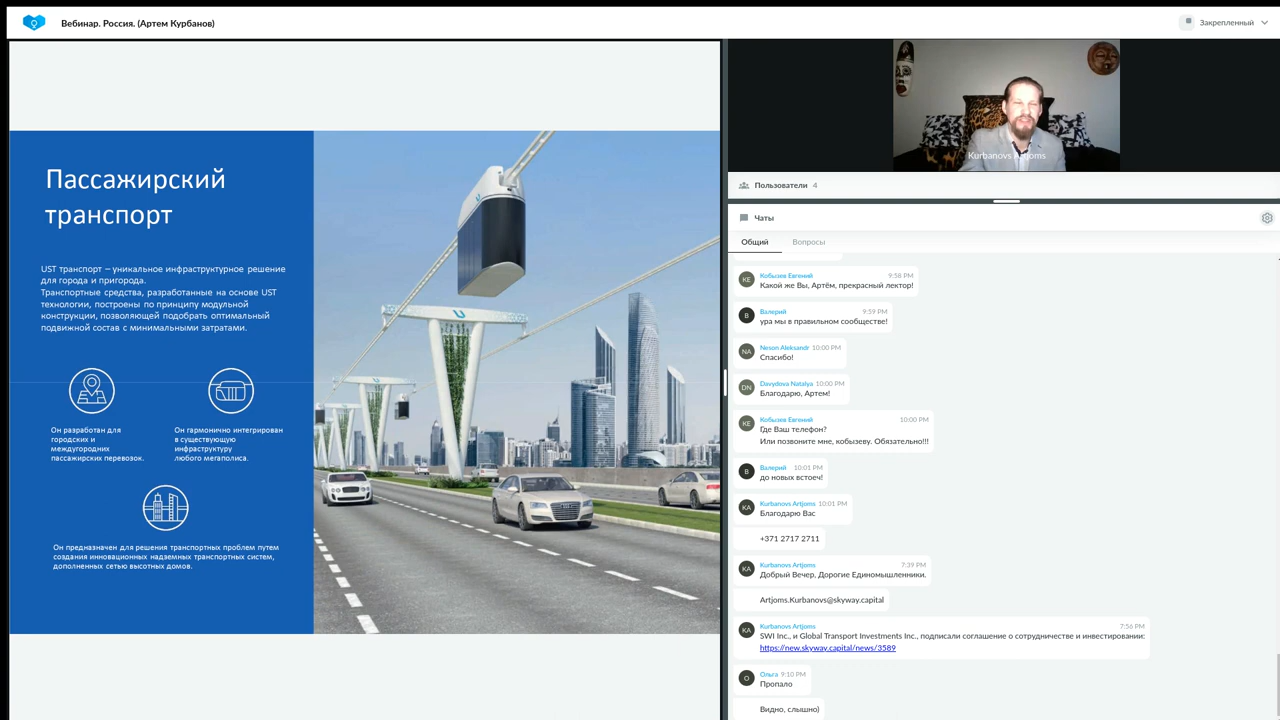 Вебинар. Россия. (Артем Курбанов)
Закрепленный
Пассажирский
транспорт
UST транспорт – уникальное инфраструктурное решение
для города и пригорода.
Транспортные средства, разработанные на основе UST
технологии, построены по принципу модульной
конструкции, позволяющей подобрать оптимальный
подвижной состав с минимальными затратами.
Он разработан для
городских и
междугородних
пассажирских перевозок.
Он гармонично интегрирован
в существующую
инфраструктуру
любого мегаполиса.
Он предназначен для решения транспортных проблем путем
создания инновационных надземных транспортных систем,
дополненных сетью высотных домов.
Kurbanovs Artjoms
Пользователи 4
Чаты
Общий Вопросы
KE Кобызев Евгений 9:58 PM
Какой же Вы, Артём, прекрасный лектор!
В Валерий 9:59 PM
ура мы в правильном сообществе!
NA Neson Aleksandr 10:00 PM
Спасибо!
DN Davydova Natalya 10:00 PM
Благодарю, Артем!
KE Кобызев Евгений 10:00 PM
Где Ваш телефон?
Или позвоните мне, кобызеву. Обязательно!!!
В Валерий 10:01 PM
до новых встоеч!
KA Kurbanovs Artjoms 10:01 PM
Благодарю Вас
+371 2717 2711
KA Kurbanovs Artjoms 7:39 PM
Добрый Вечер, Дорогие Единомышленники.
Artjoms.Kurbanovs@skyway.capital
KA Kurbanovs Artjoms 7:56 PM
SWI Inc., и Global Transport Investments Inc., подписали соглашение о сотрудничестве и инвестировании:
https://new.skyway.capital/news/3589
О Ольга 9:10 PM
Пропало
Видно, слышно)